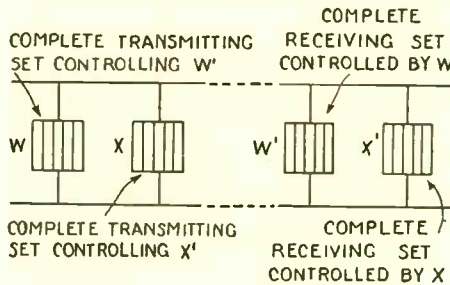 COMPLETE TRANSMITTING
SET CONTROLLING W'
COMPLETE
RECEIVING SET
CONTROLLED BY W
W
X
W'
X'
COMPLETE TRANSMITTING
SET CONTROLLING X'
COMPLETE
RECEIVING SET
CONTROLLED BY X